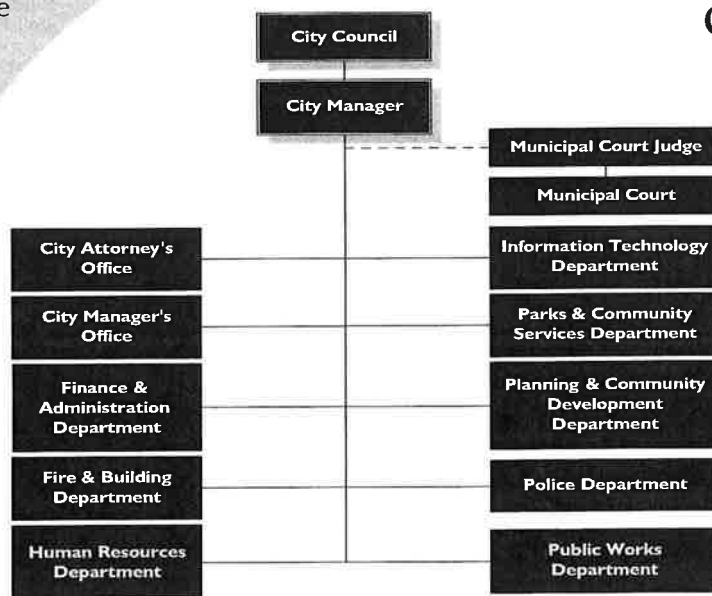 e
City Council
City Manager
Municipal Court Judge
Municipal Court
City Attorney's
Office
City Manager's
Office
Finance &
Administration
Department
Fire & Building
Department
Human Resources
Department
Information Technology
Department
Parks & Community
Services Department
Planning & Community
Development
Department
Police Department
Public Works
Department